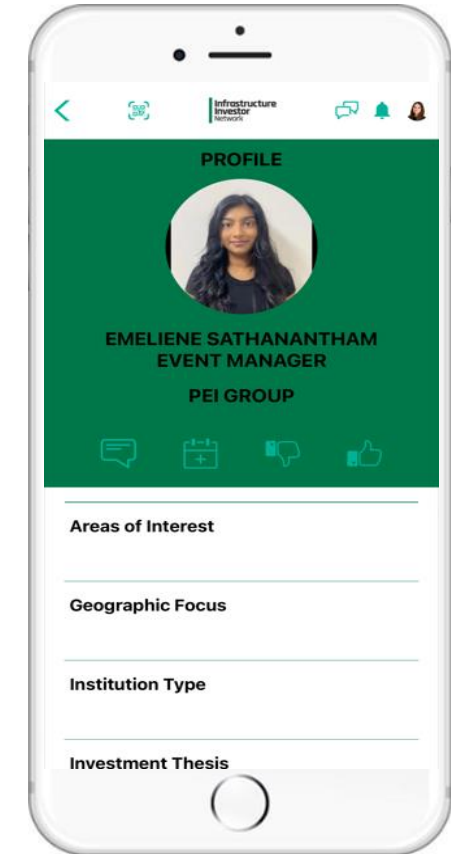 Infrastructure
Investor
Network
PROFILE
EMELIENE SATHANANTHAM
EVENT MANAGER
PEI GROUP
Areas of Interest
Geographic Focus
Institution Type
Investment Thesis